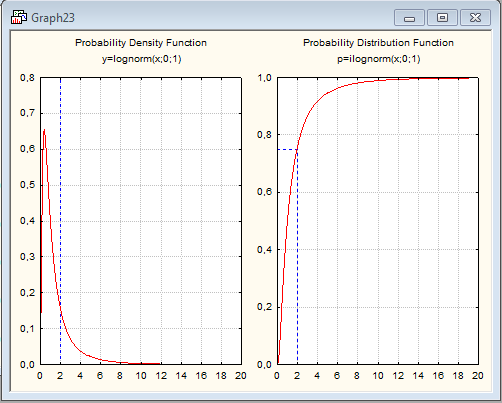 Graph23
Probability Density Function
y=lognorm(x;0;1)
0,8
0,7
0,6
0,5
0,4
0,3
0,2
0,1
0,0
0 2 4 6 8 10 12 14 16 18 20
Probability Distribution Function
p=ilognorm(x;0;1)
1,0
0,8
0,6
0,4
0,2
0,0
0 2 4 6 8 10 12 14 16 18 20